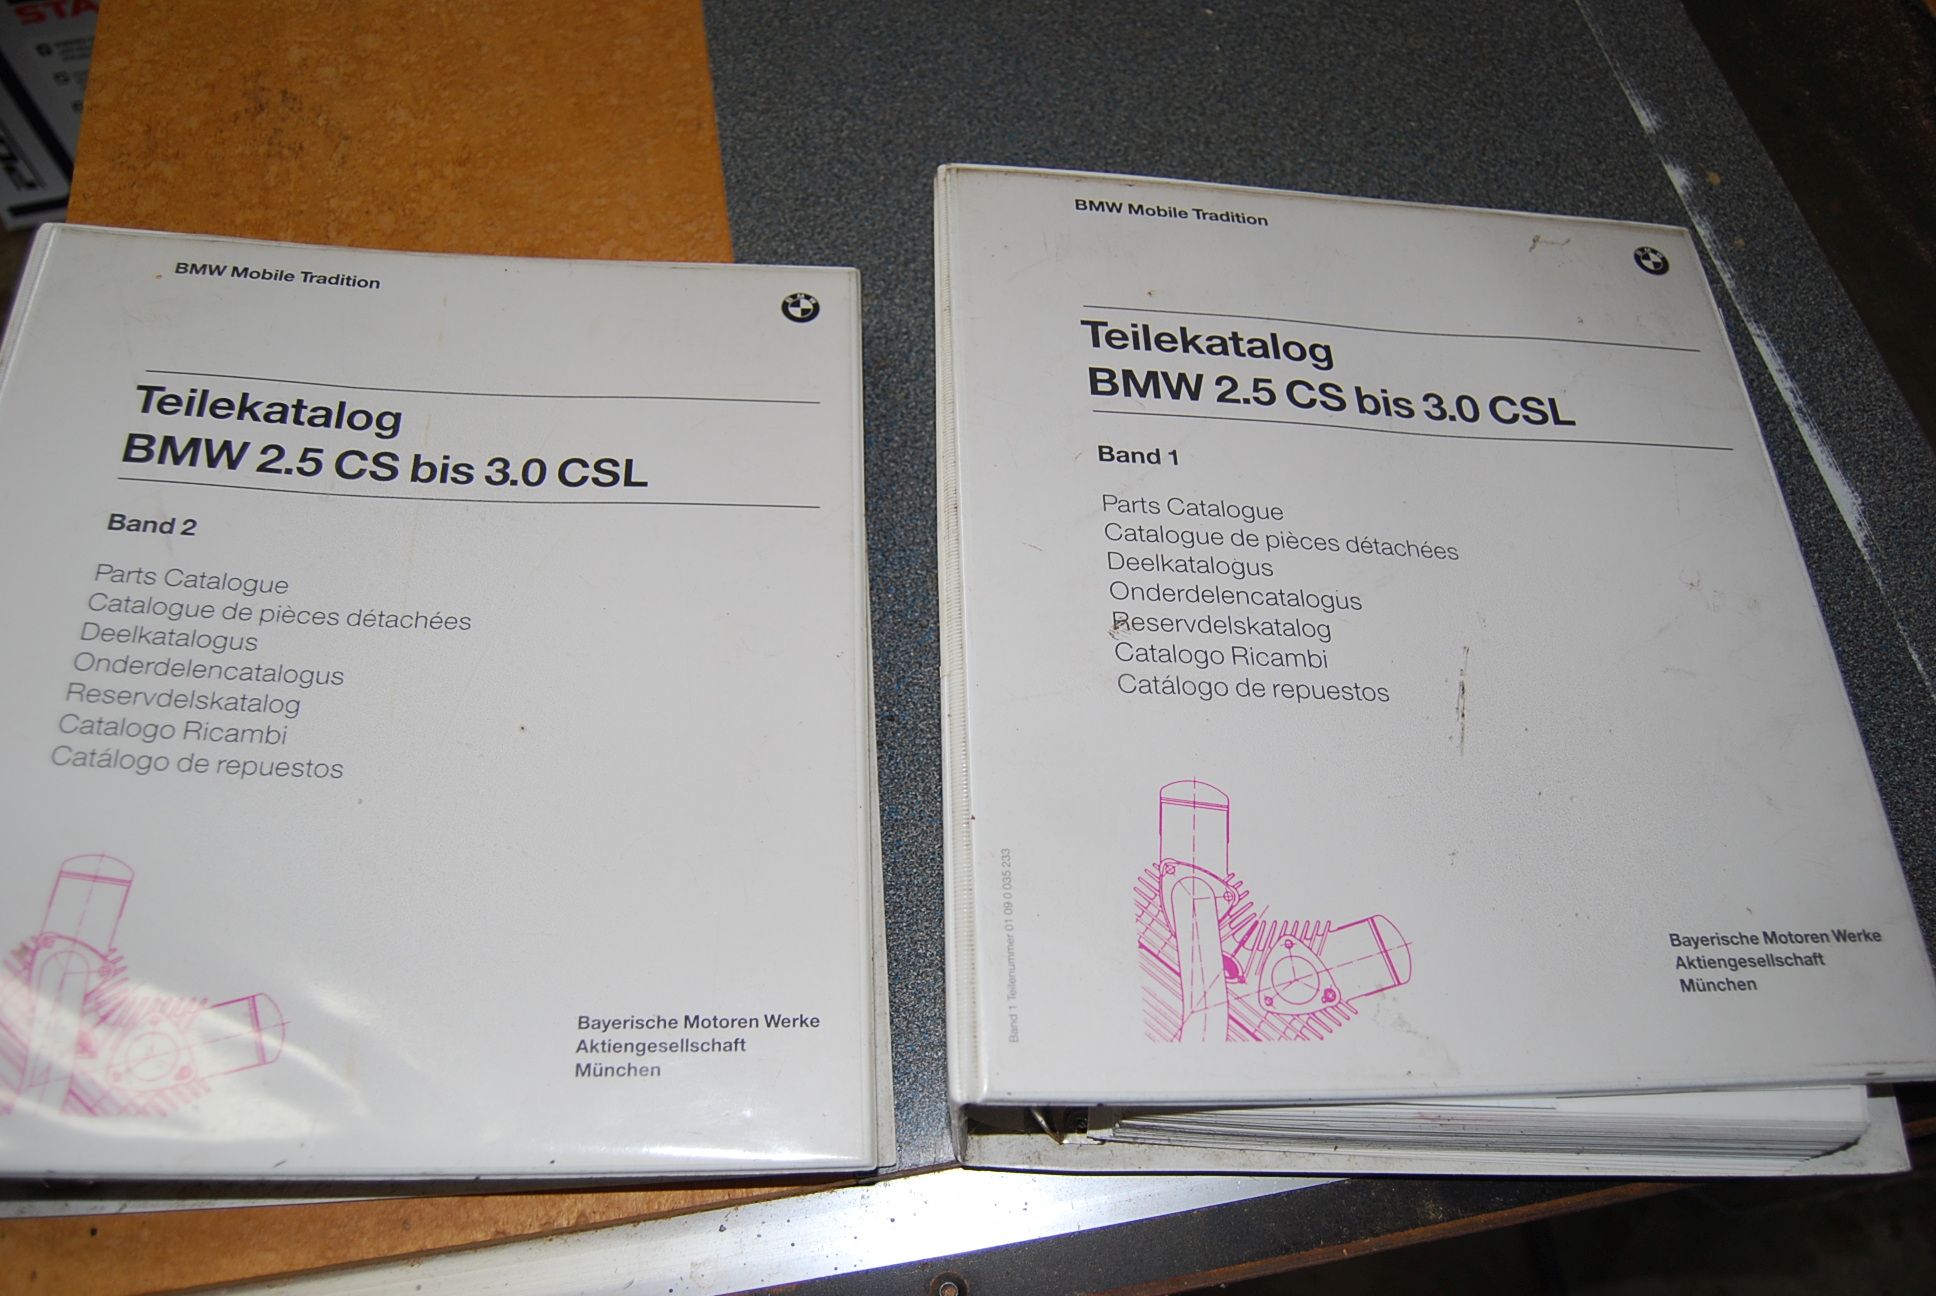 STA
BMW Mobile Tradition
BMW
Teilekatalog
BMW 2.5 CS bis 3.0 CSL
Band 2
Parts Catalogue
Catalogue de pièces détachées
Deelkatalogus
Onderdelencatalogus
Reservdelskatalog
Catalogo Ricambi
Catálogo de repuestos
Bayerische Motoren Werke
Aktiengesellschaft
München
BMW Mobile Tradition
BMW
Teilekatalog
BMW 2.5 CS bis 3.0 CSL
Band 1
Parts Catalogue
Catalogue de pièces détachées
Deelkatalogus
Onderdelencatalogus
Reservdelskatalog
Catalogo Ricambi
Catálogo de repuestos
Band 1 Teilenummer 01 09 0 035 233
Bayerische Motoren Werke
Aktiengesellschaft
München